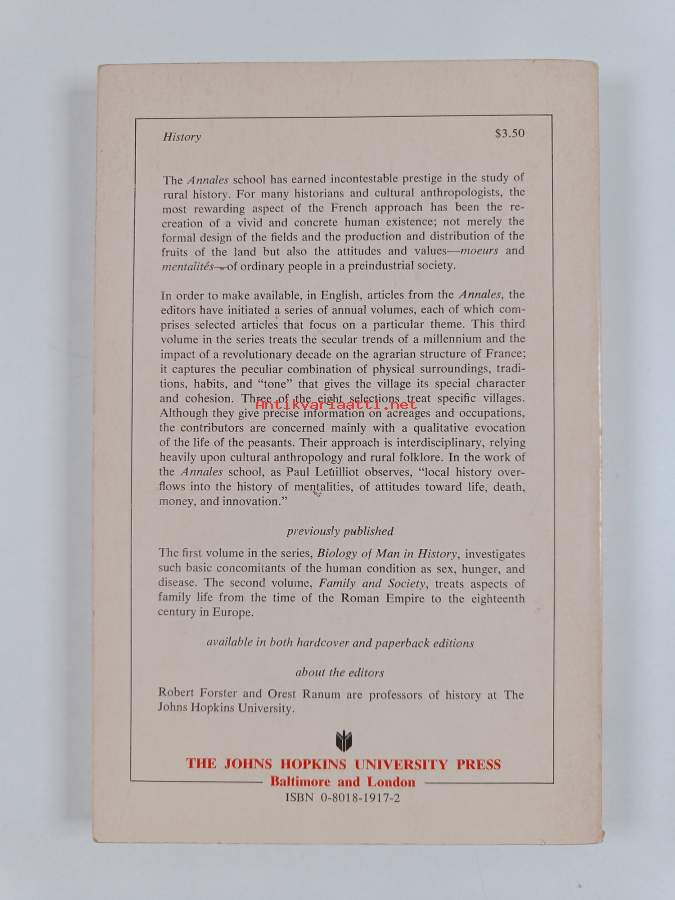 History
$3.50
The Annales school has earned incontestable prestige in the study of
rural history. For many historians and cultural anthropologists, the
most rewarding aspect of the French approach has been the re-
creation of a vivid and concrete human existence; not merely the
formal design of the fields and the production and distribution of the
fruits of the land but also the attitudes and values—moeurs and
mentalités—of ordinary people in a preindustrial society.
In order to make available, in English, articles from the Annales, the
editors have initiated a series of annual volumes, each of which com-
prises selected articles that focus on a particular theme. This third
volume in the series treats the secular trends of a millennium and the
impact of a revolutionary decade on the agrarian structure of France;
it captures the peculiar combination of physical surroundings, tradi-
tions, habits, and “tone” that gives the village its special character
and cohesion. Three of the eight selections treat specific villages.
Antikvariaatti.net
Although they give precise information on acreages and occupations,
the contributors are concerned mainly with a qualitative evocation
of the life of the peasants. Their approach is interdisciplinary, relying
heavily upon cultural anthropology and rural folklore. In the work of
the Annales school, as Paul Leuilliot observes, “local history over-
flows into the history of mentalities, of attitudes toward life, death,
money, and innovation.”
previously published
The first volume in the series, Biology of Man in History, investigates
such basic concomitants of the human condition as sex, hunger, and
disease. The second volume, Family and Society, treats aspects of
family life from the time of the Roman Empire to the eighteenth
century in Europe.
available in both hardcover and paperback editions
about the editors
Robert Forster and Orest Ranum are professors of history at The
Johns Hopkins University.
THE JOHNS HOPKINS UNIVERSITY PRESS
Baltimore and London
ISBN 0-8018-1917-2